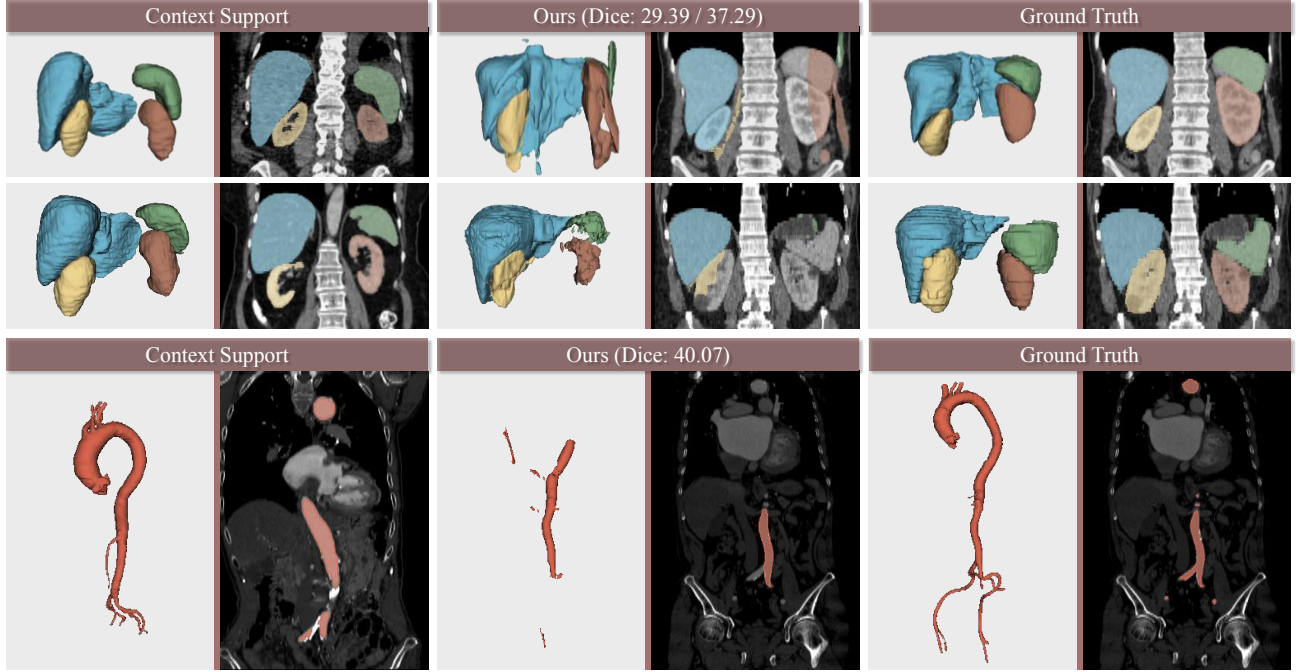 Context Support
Ours (Dice: 29.39 / 37.29)
Ground Truth
Context Support
Ours (Dice: 40.07)
Ground Truth